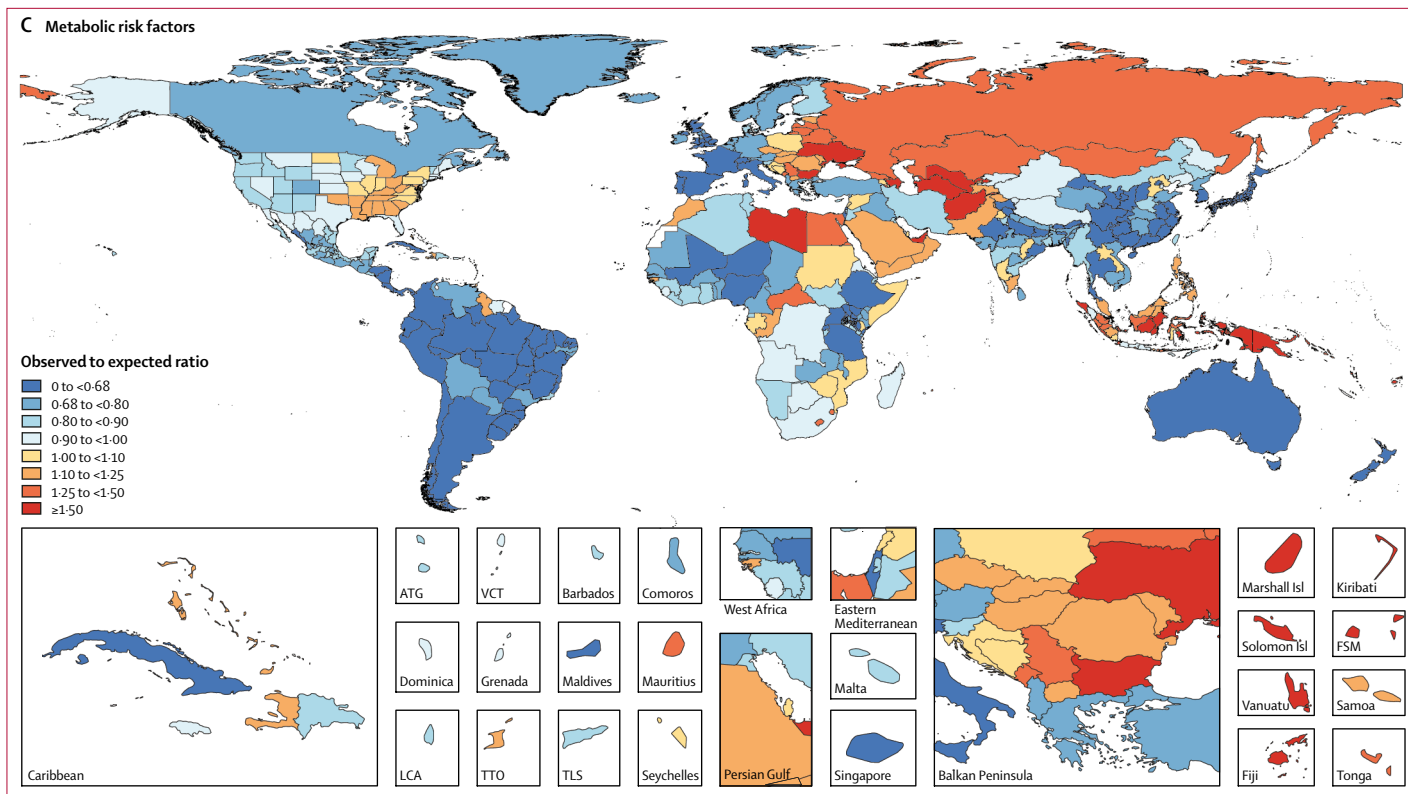 C Metabolic risk factors
Observed to expected ratio
0 to <0·68
0·68 to <0·80
0·80 to <0·90
0·90 to <1·00
1·00 to <1·10
1·10 to <1·25
1·25 to <1·50
≥1·50
Caribbean
ATG
VCT
Barbados
Comoros
Dominica
Grenada
Maldives
Mauritius
LCA
TTO
TLS
Seychelles
West Africa
Eastern
Mediterranean
Persian Gulf
Malta
Singapore
Balkan Peninsula
Marshall Isl
Kiribati
Solomon Isl
FSM
Vanuatu
Samoa
Fiji
Tonga